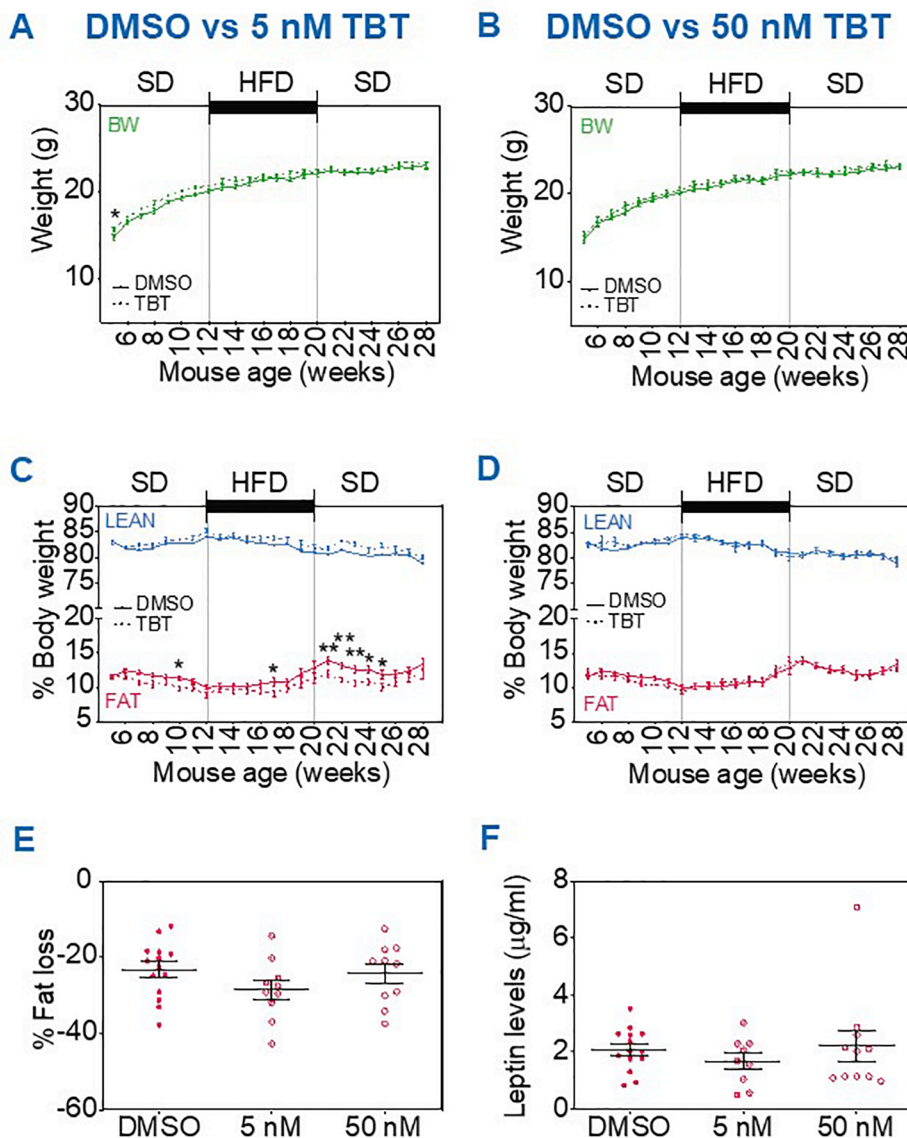 A DMSO vs 5 nM TBT
SD HFD SD
30
20
10
Weight (g)
BW
*
DMSO
TBT
6 8 10 12 14 16 18 20 22 24 26 28
Mouse age (weeks)
B DMSO vs 50 nM TBT
SD HFD SD
30
20
10
Weight (g)
BW
DMSO
TBT
6 8 10 12 14 16 18 20 22 24 26 28
Mouse age (weeks)
C
SD HFD SD
90
85
80
75
20
15
10
5
% Body weight
LEAN
DMSO
TBT
* * ** ** ** * *
FAT
6 8 10 12 14 16 18 20 22 24 26 28
Mouse age (weeks)
D
SD HFD SD
90
85
80
75
20
15
10
5
% Body weight
LEAN
DMSO
TBT
FAT
6 8 10 12 14 16 18 20 22 24 26 28
Mouse age (weeks)
E
0
-20
-40
-60
% Fat loss
DMSO 5 nM 50 nM
F
8
6
4
2
0
Leptin levels (µg/ml)
DMSO 5 nM 50 nM